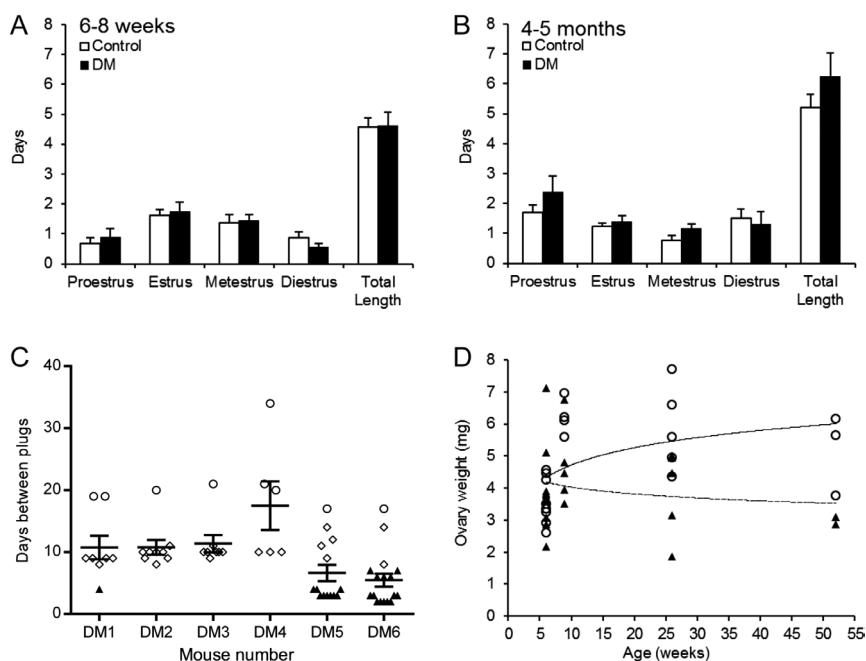 A
6-8 weeks
Control
DM
Days
8
7
6
5
4
3
2
1
0
Proestrus Estrus Metestrus Diestrus Total Length
B
4-5 months
Control
DM
Days
8
7
6
5
4
3
2
1
0
Proestrus Estrus Metestrus Diestrus Total Length
C
Days between plugs
40
30
20
10
0
DM1 DM2 DM3 DM4 DM5 DM6
Mouse number
D
Ovary weight (mg)
8
7
6
5
4
3
2
1
0
0 5 10 15 20 25 30 35 40 45 50 55
Age (weeks)